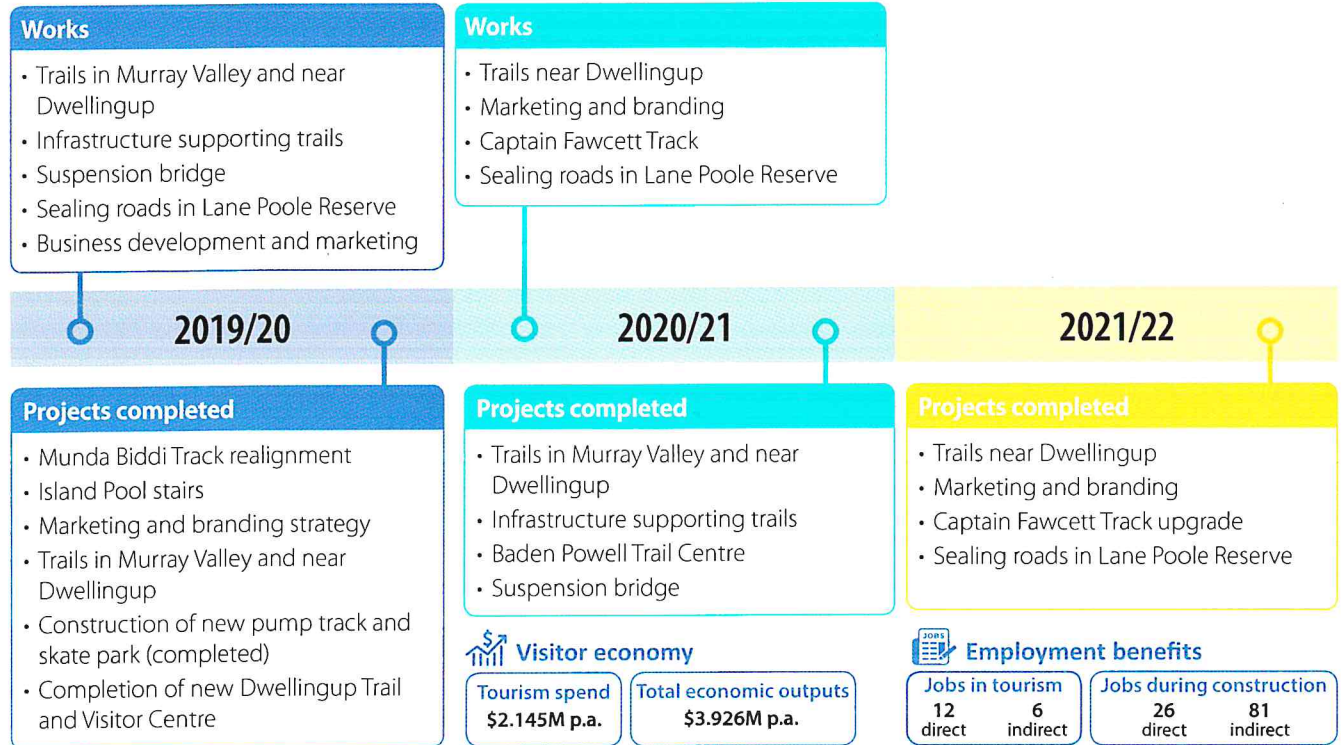 Works
• Trails in Murray Valley and near
Dwellingup
• Infrastructure supporting trails
• Suspension bridge
• Sealing roads in Lane Poole Reserve
• Business development and marketing
Works
• Trails near Dwellingup
• Marketing and branding
• Captain Fawcett Track
• Sealing roads in Lane Poole Reserve
2019/20
2020/21
2021/22
Projects completed
• Munda Biddi Track realignment
• Island Pool stairs
• Marketing and branding strategy
• Trails in Murray Valley and near
Dwellingup
• Construction of new pump track and
skate park (completed)
• Completion of new Dwellingup Trail
and Visitor Centre
Projects completed
• Trails in Murray Valley and near
Dwellingup
• Infrastructure supporting trails
• Baden Powell Trail Centre
• Suspension bridge
Projects completed
• Trails near Dwellingup
• Marketing and branding
• Captain Fawcett Track upgrade
• Sealing roads in Lane Poole Reserve
$
Visitor economy
Tourism spend
$2.145M p.a.
Total economic outputs
$3.926M p.a.
JOBS
Employment benefits
Jobs in tourism
12 6
direct indirect
Jobs during construction
26 81
direct indirect